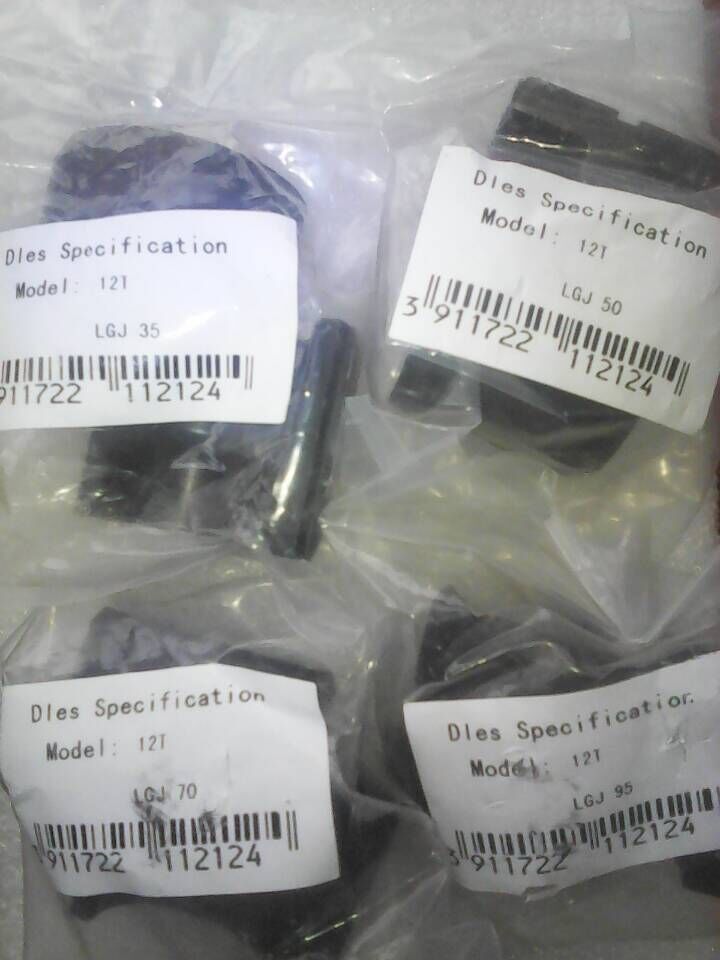 Dles Specification
Model: 12T
LGJ 35
911722 112124
Dles Specification
Model: 12T
LGJ 50
3 911722 112124
Dles Specification
Model: 12T
LGJ 70
3 911722 112124
Dles Specification
Model: 12T
LGJ 95
3 911722 112124